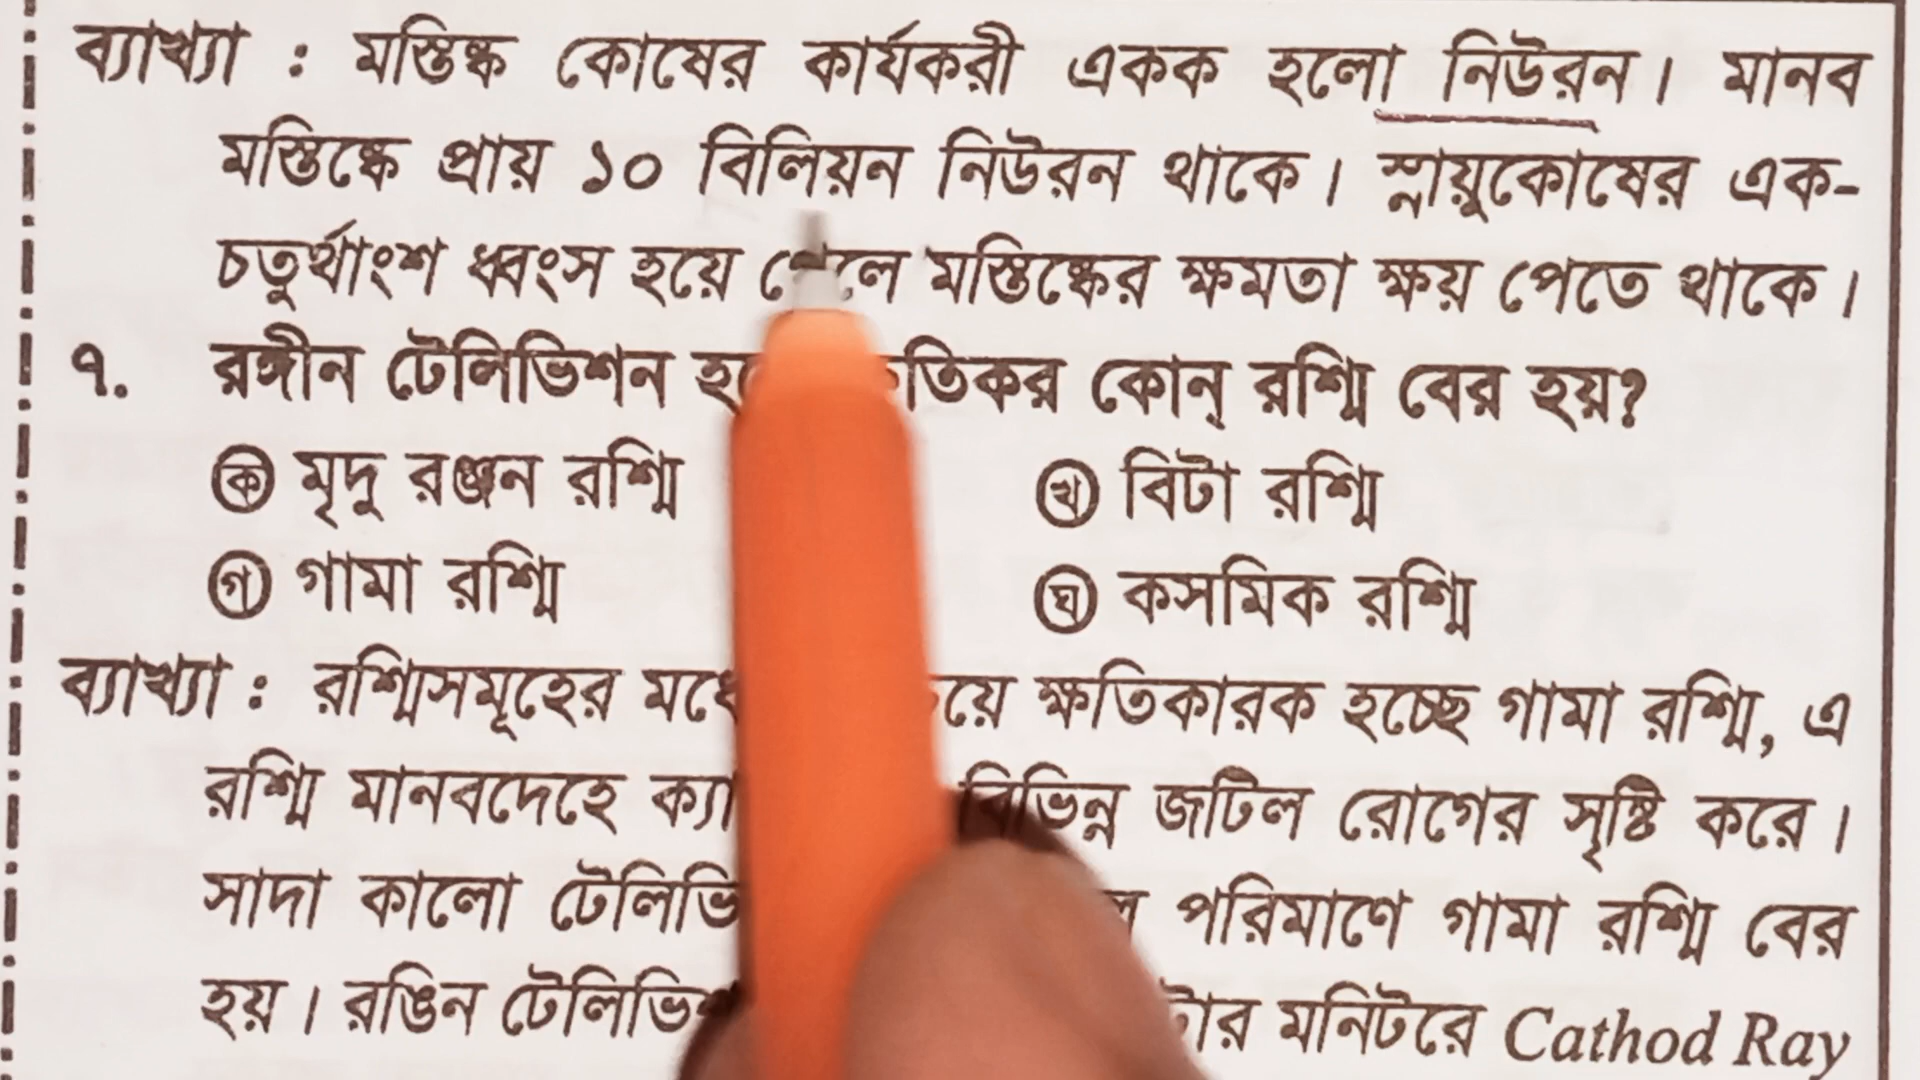 ব্যাখ্যা : মস্তিষ্ক কোষের কার্যকরী একক হলো নিউরন। মানব
মস্তিষ্কে প্রায় ১০ বিলিয়ন নিউরন থাকে। স্নায়ুকোষের এক-
চতুর্থাংশ ধ্বংস হয়ে গেলে মস্তিষ্কের ক্ষমতা ক্ষয় পেতে থাকে।
৭. রঙ্গীন টেলিভিশন কোন্ রশ্মি বের হয়?
ক মৃদু রঞ্জন রশ্মি খ বিটা রশ্মি
গ গামা রশ্মি ঘ কসমিক রশ্মি
ব্যাখ্যা : রশ্মিসমূহের ক্ষতিকারক হচ্ছে গামা রশ্মি, এ
রশ্মি মানবদেহে বিভিন্ন জটিল রোগের সৃষ্টি করে।
সাদা কালো পরিমাণে গামা রশ্মি বের
হয়। রঙিন মনিটরে Cathod Ray